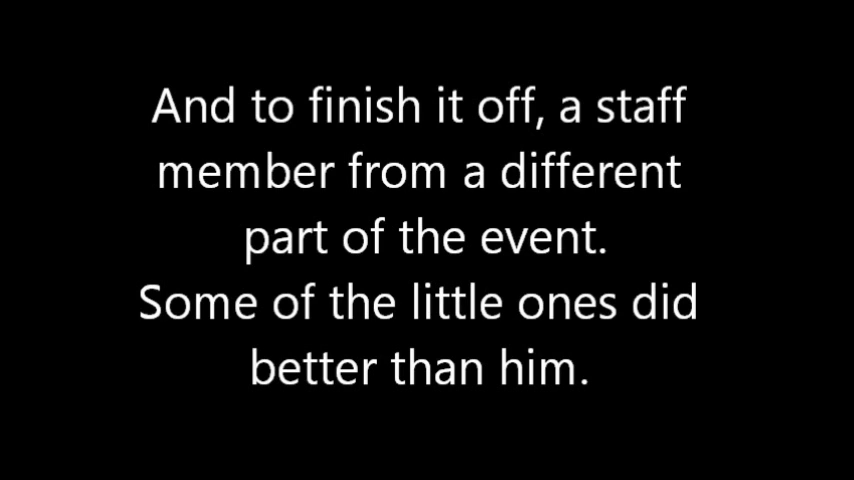 And to finish it off, a staff
member from a different
part of the event.
Some of the little ones did
better than him.